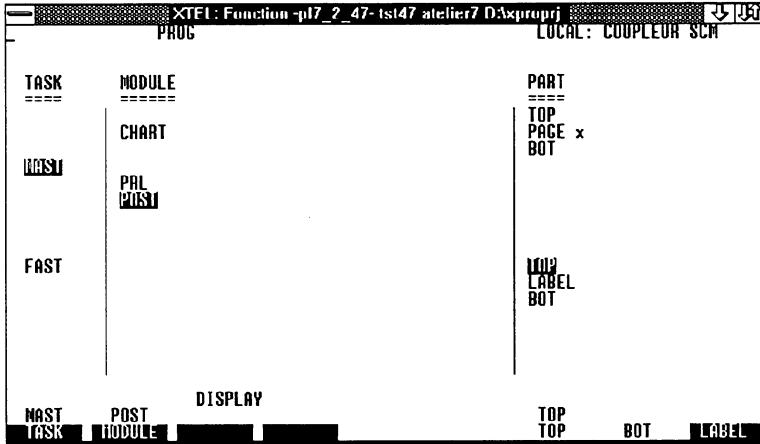 XTEL: Fonction -pl7_2_47- tst47 atelier7 D:\xproprj
PROG LOCAL: COUPLEUR SCM
TASK MODULE PART
==== ====== ====
TOP
CHART PAGE x
BOT
MAST
PRL
POST
FAST TOP
LABEL
BOT
DISPLAY
MAST POST TOP
TASK MODULE TOP BOT LABEL